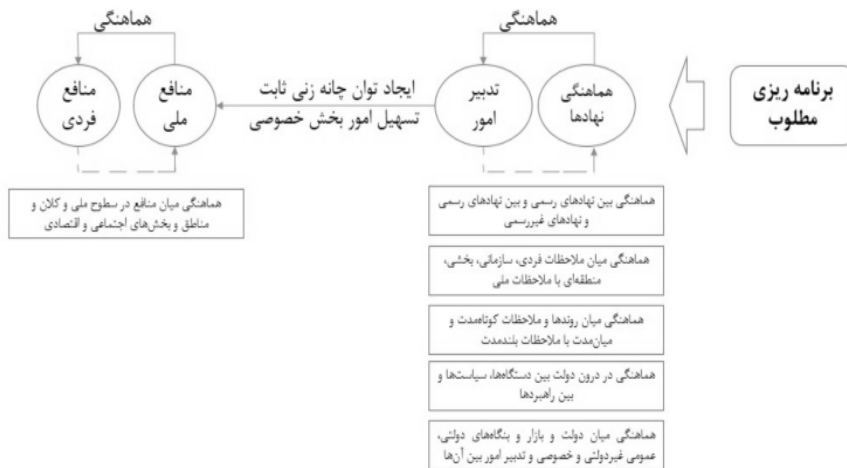 برنامه ریزی
مطلوب
هماهنگی
هماهنگی
نهادها
تدبیر
امور
ایجاد توان چانه زنی ثابت
تسهیل امور بخش خصوصی
هماهنگی
منافع
ملی
منافع
فردی
هماهنگی بین نهادهای رسمی و بین نهادهای رسمی
و نهادهای غیررسمی
هماهنگی میان ملاحظات فردی، سازمانی، بخشی،
منطقه‌ای با ملاحظات ملی
هماهنگی میان روندها و ملاحظات کوتاه‌مدت و
میان‌مدت با ملاحظات بلندمدت
هماهنگی در درون دولت بین دستگاه‌ها، سیاست‌ها و
بین راهبردها
هماهنگی میان دولت و بازار و بنگاه‌های دولتی،
عمومی غیردولتی و خصوصی و تدبیر امور بین آن‌ها
هماهنگی میان منافع در سطوح ملی و کلان و
مناطق و بخش‌های اجتماعی و اقتصادی